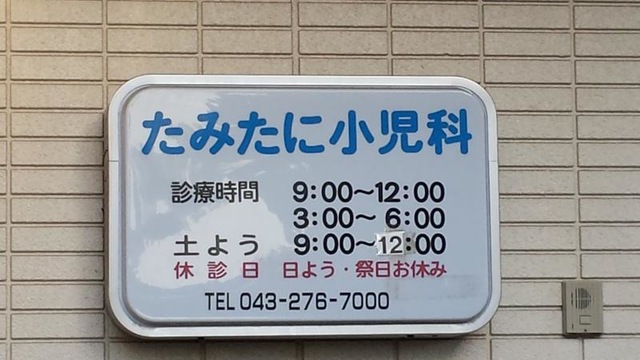 たみたに小児科
診療時間 9:00～12:00
3:00～ 6:00
土よう 9:00～12:00
休診日 日よう・祭日お休み
TEL 043-276-7000